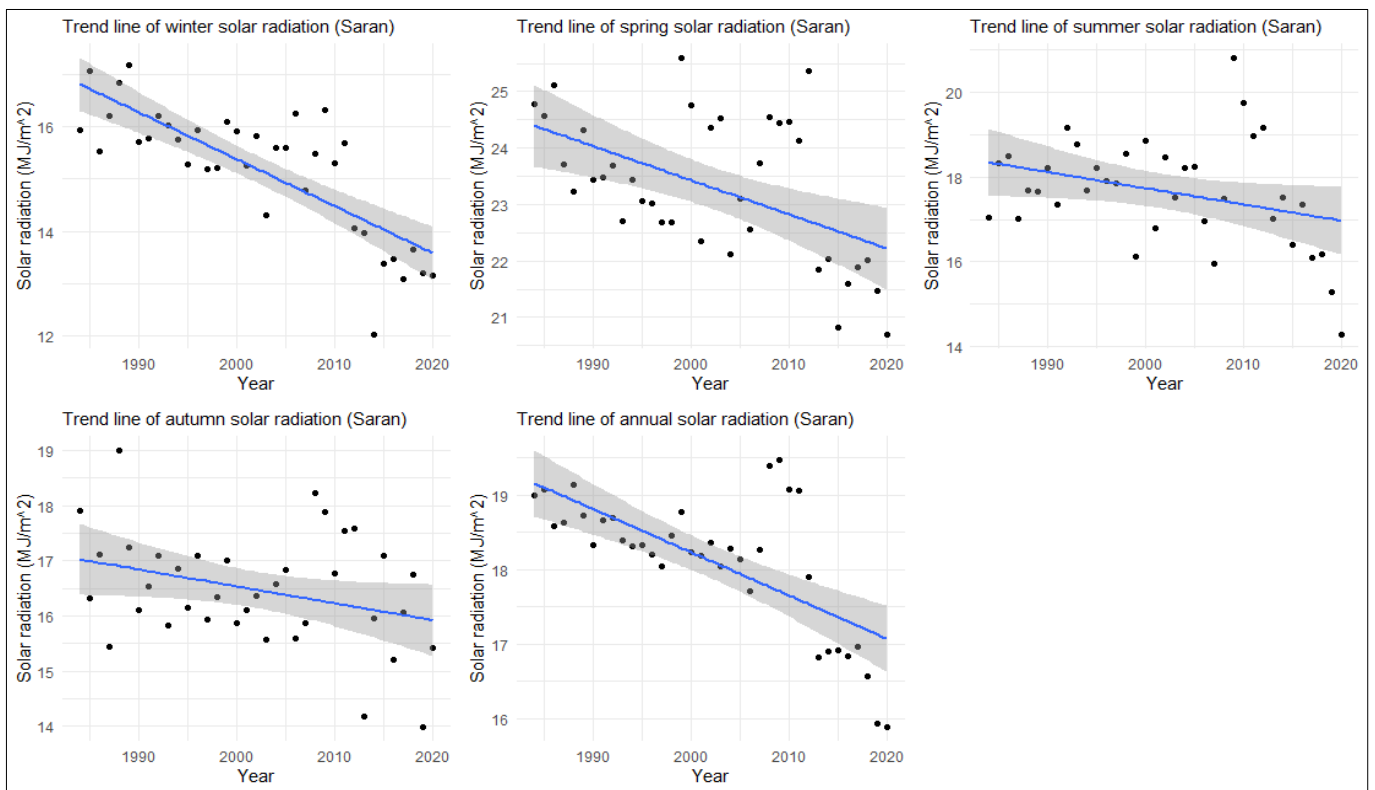 Trend line of winter solar radiation (Saran)
Solar radiation (MJ/m^2)
16
14
12
1990 2000 2010 2020
Year
Trend line of spring solar radiation (Saran)
Solar radiation (MJ/m^2)
25
24
23
22
21
1990 2000 2010 2020
Year
Trend line of summer solar radiation (Saran)
Solar radiation (MJ/m^2)
20
18
16
14
1990 2000 2010 2020
Year
Trend line of autumn solar radiation (Saran)
Solar radiation (MJ/m^2)
19
18
17
16
15
14
1990 2000 2010 2020
Year
Trend line of annual solar radiation (Saran)
Solar radiation (MJ/m^2)
19
18
17
16
1990 2000 2010 2020
Year